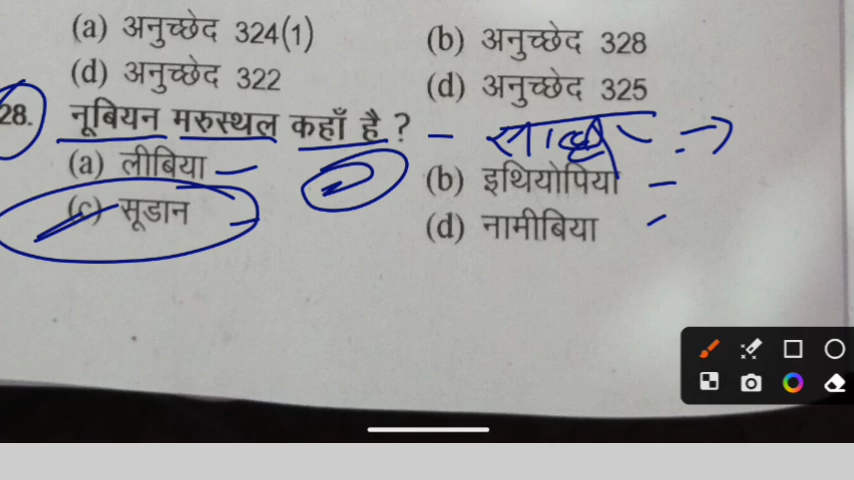 (a) अनुच्छेद 324(1) (b) अनुच्छेद 328
(d) अनुच्छेद 322 (d) अनुच्छेद 325
28. नूबियन मरुस्थल कहाँ है ?
(a) लीबिया (b) इथियोपिया
(c) सूडान (d) नामीबिया